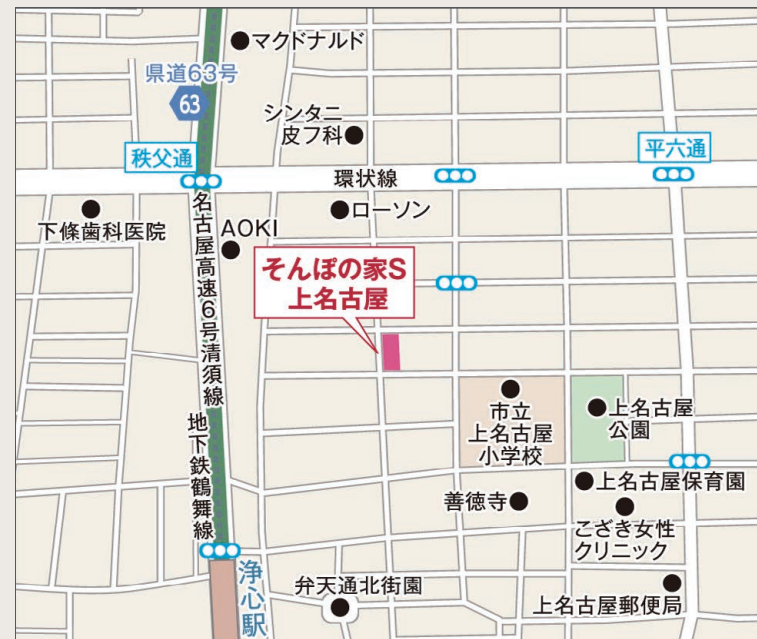 マクドナルド
県道63号
63
シンタニ
皮フ科
秩父通
平六通
環状線
下條歯科医院
ローソン
AOKI
名古屋高速6号清須線
そんぽの家S
上名古屋
市立
上名古屋
小学校
上名古屋
公園
地下鉄鶴舞線
上名古屋保育園
善徳寺
こざき女性
クリニック
浄心駅
弁天通北街園
上名古屋郵便局